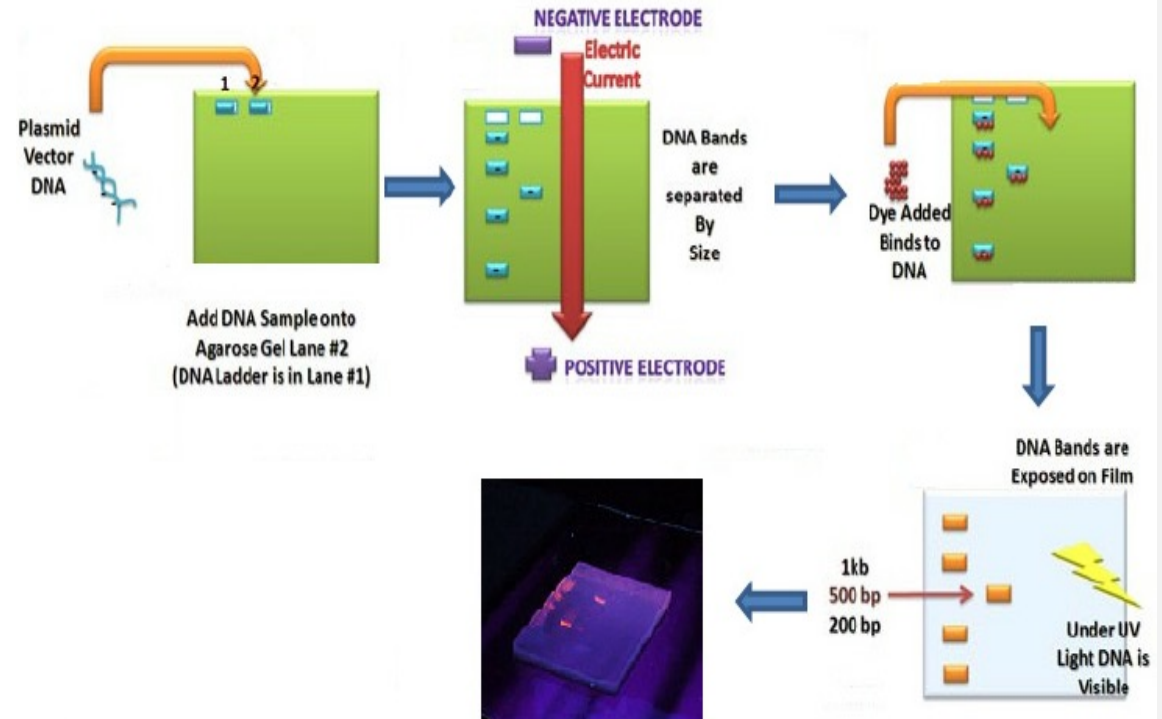 Plasmid
Vector
DNA
1 2
Add DNA Sample onto
Agarose Gel Lane #2
(DNA Ladder is in Lane #1)
NEGATIVE ELECTRODE
Electric
Current
POSITIVE ELECTRODE
DNA Bands
are
separated
By
Size
Dye Added
Binds to
DNA
DNA Bands are
Exposed on Film
1kb
500 bp
200 bp
Under UV
Light DNA is
Visible